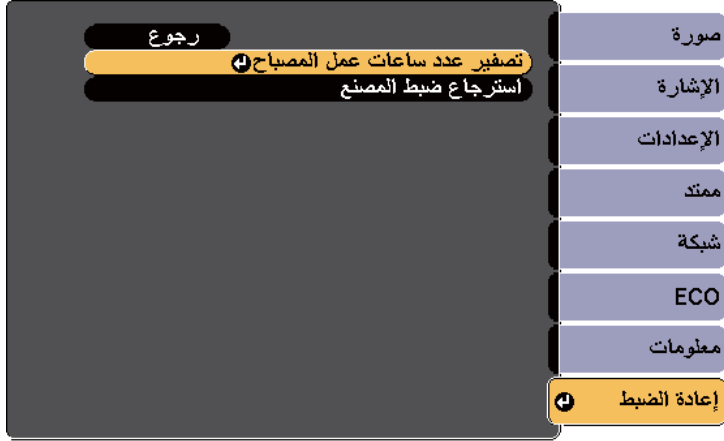 صورة
الإشارة
الإعدادات
ممتد
شبكة
ECO
معلومات
إعادة الضبط
رجوع
تصفير عدد ساعات عمل المصباح
استرجاع ضبط المصنع